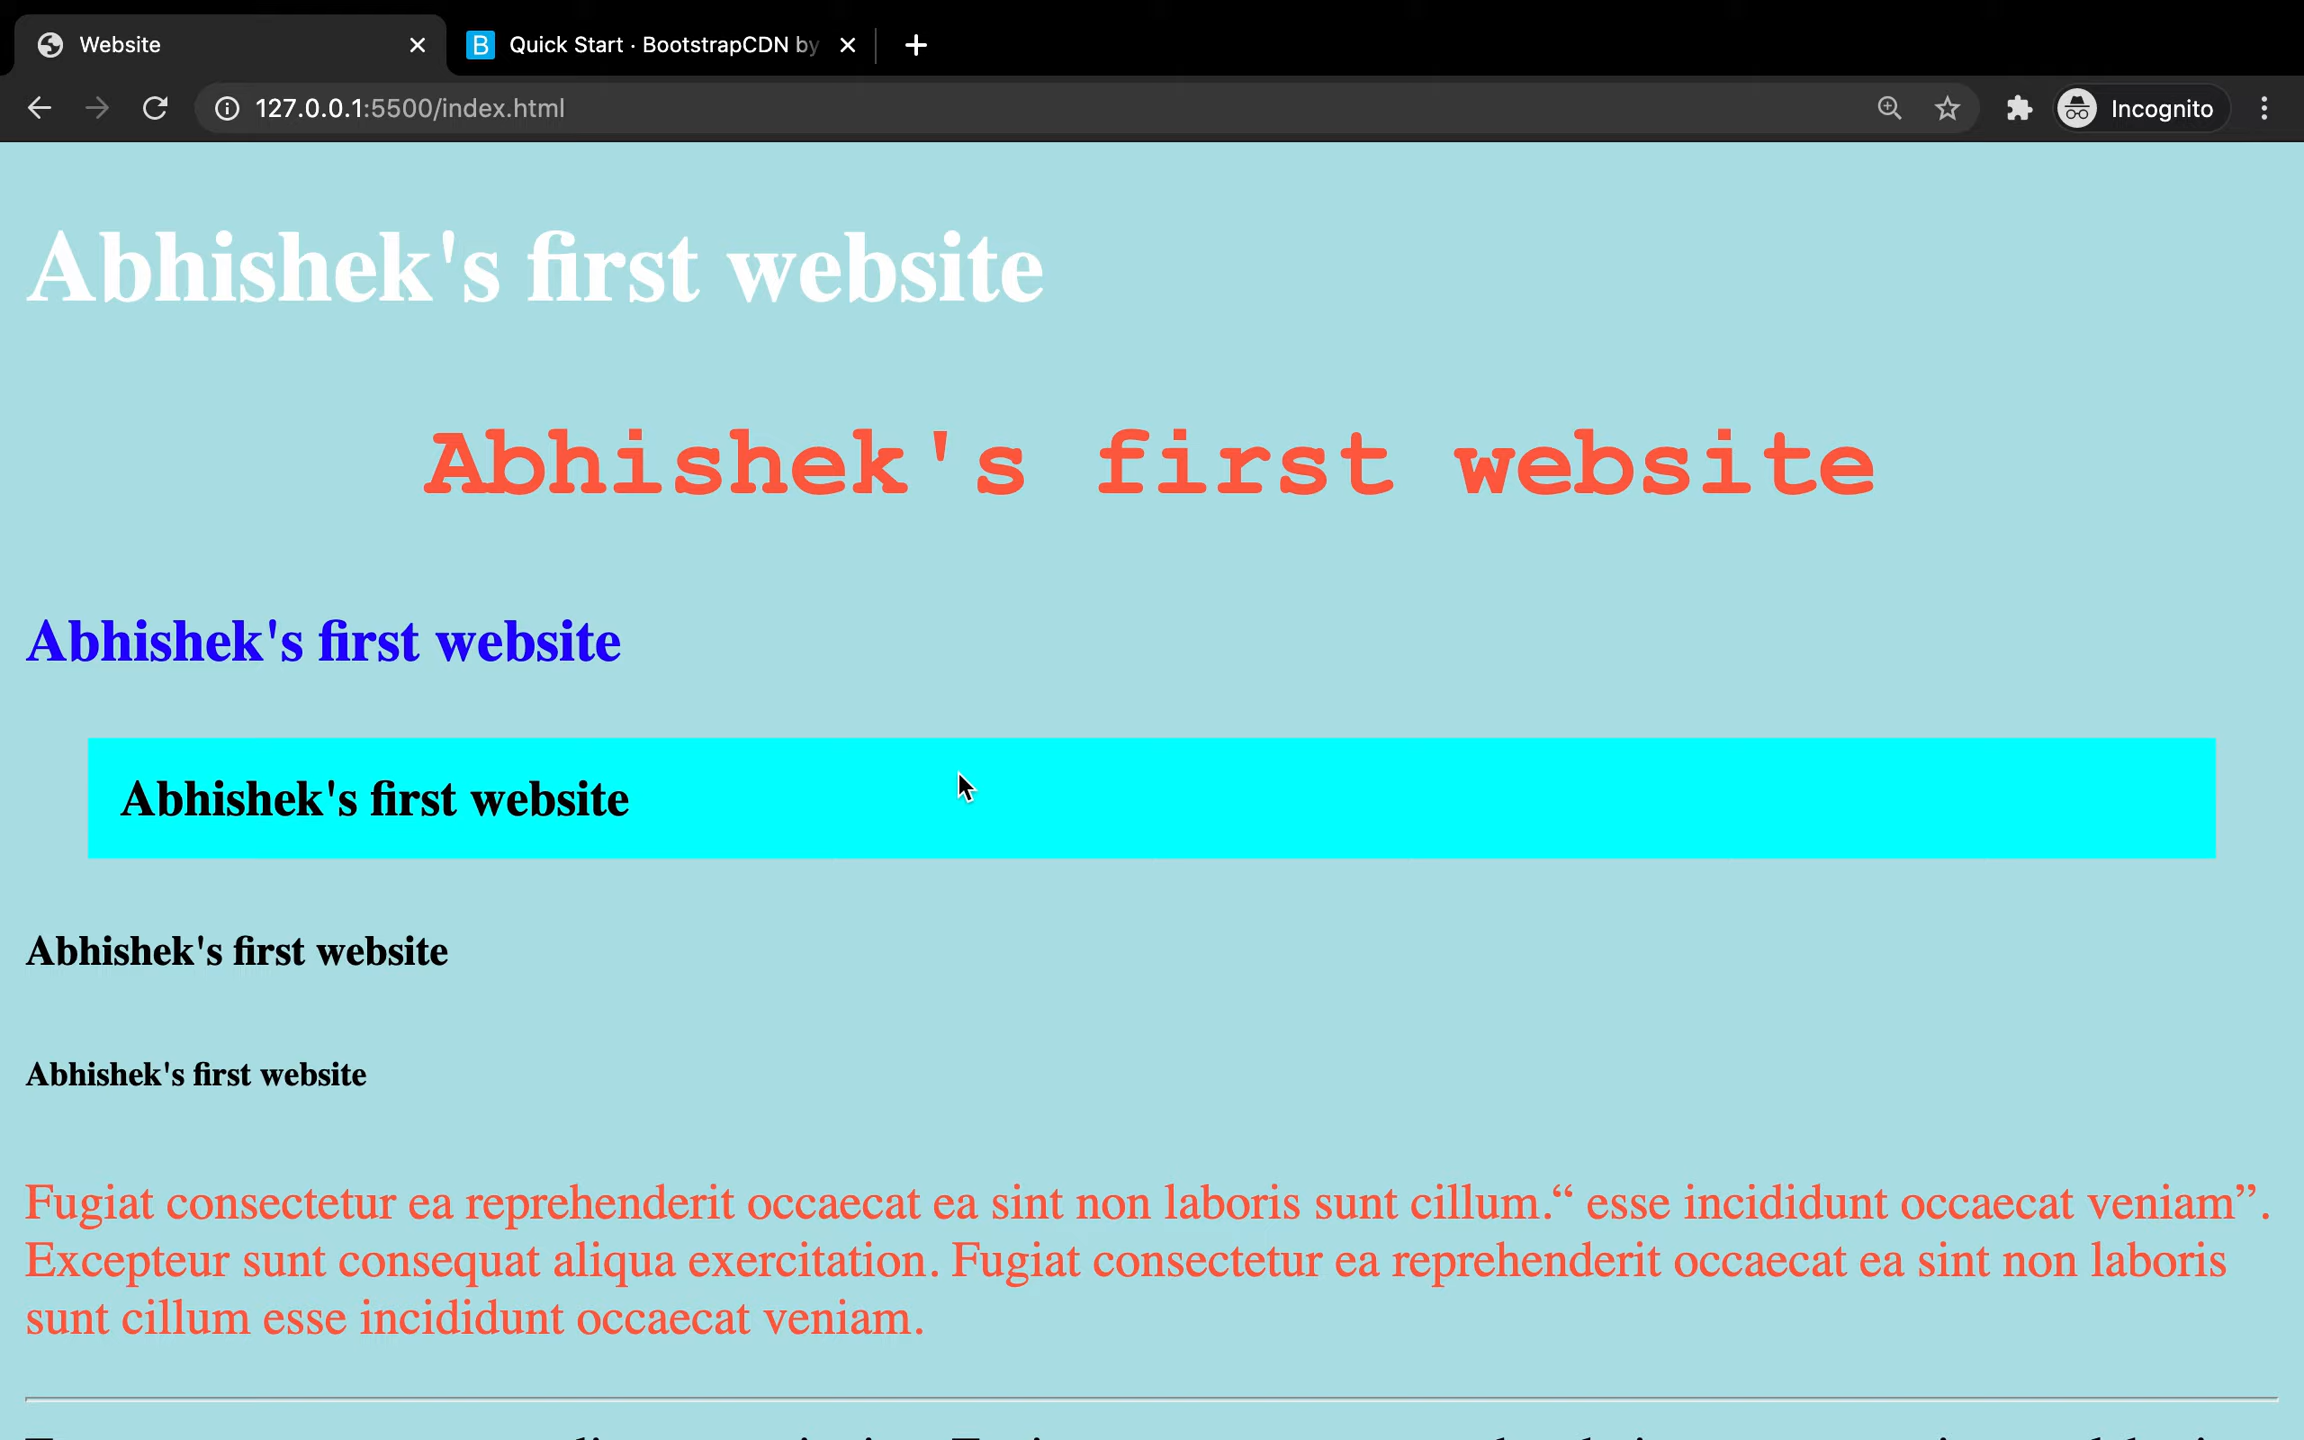 Website
Quick Start · BootstrapCDN by
127.0.0.1:5500/index.html
Incognito
Abhishek's first website
Abhishek's first website
Abhishek's first website
Abhishek's first website
Abhishek's first website
Abhishek's first website
Fugiat consectetur ea reprehenderit occaecat ea sint non laboris sunt cillum.“ esse incididunt occaecat veniam”.
Excepteur sunt consequat aliqua exercitation. Fugiat consectetur ea reprehenderit occaecat ea sint non laboris
sunt cillum esse incididunt occaecat veniam.